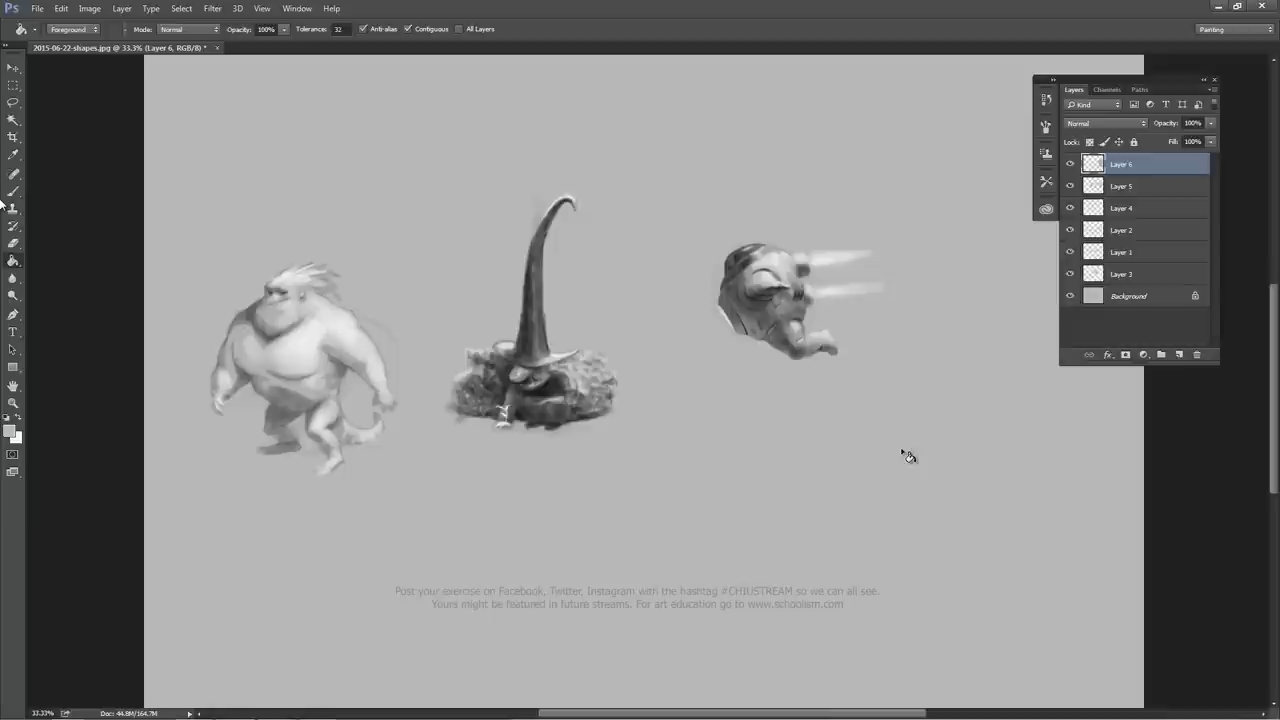 Ps File Edit Image Layer Type Select Filter 3D View Window Help
Foreground Mode: Normal Opacity: 100% Tolerance: 32 Anti-alias Contiguous All Layers Painting
2015-06-22-shapes.jpg @ 33.3% (Layer 6, RGB/8) *
Layers Channels Paths
Kind
Normal Opacity: 100%
Lock: Fill: 100%
Layer 6
Layer 5
Layer 4
Layer 2
Layer 1
Layer 3
Background
Post your exercise on Facebook, Twitter, Instagram with the hashtag #CHIUSTREAM so we can all see.
Yours might be featured in future streams. For art education go to www.schoolism.com
33.33% Doc: 44.8M/164.7M